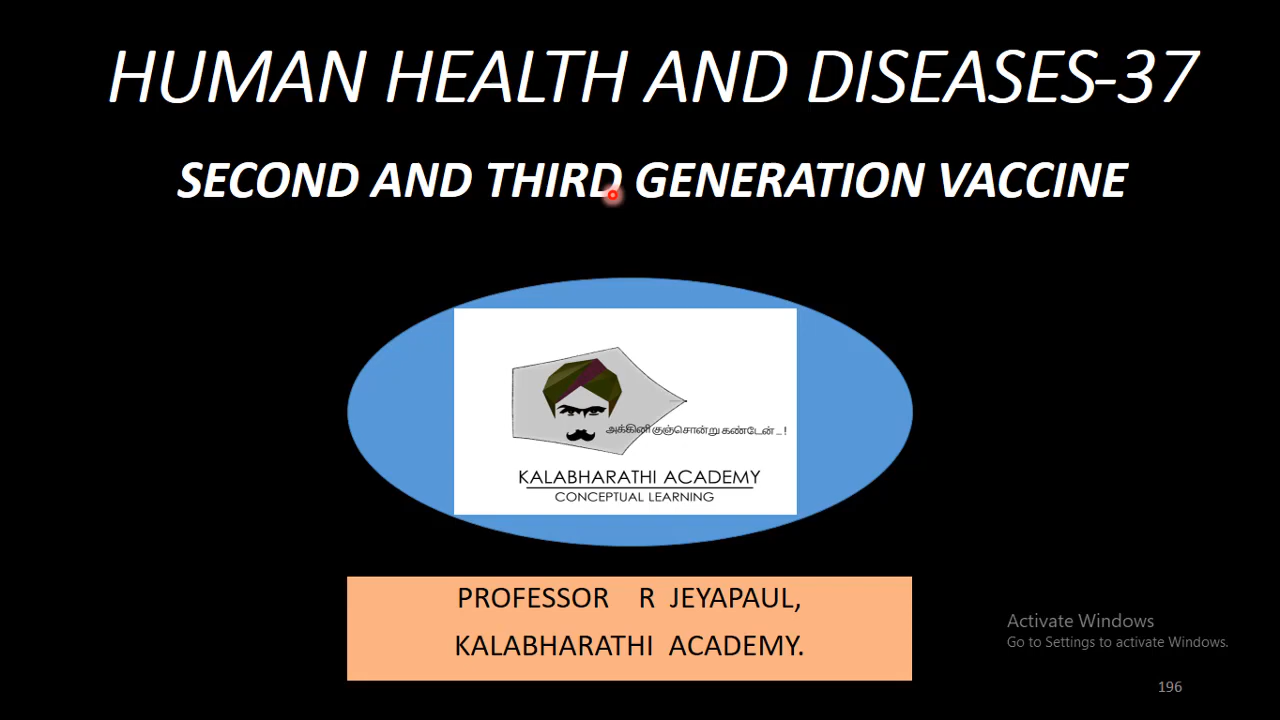 HUMAN HEALTH AND DISEASES-37
SECOND AND THIRD GENERATION VACCINE
அக்கினி குஞ்சொன்று கண்டேன் ...!
KALABHARATHI ACADEMY
CONCEPTUAL LEARNING
PROFESSOR R JEYAPAUL,
KALABHARATHI ACADEMY.
Activate Windows
Go to Settings to activate Windows.
196